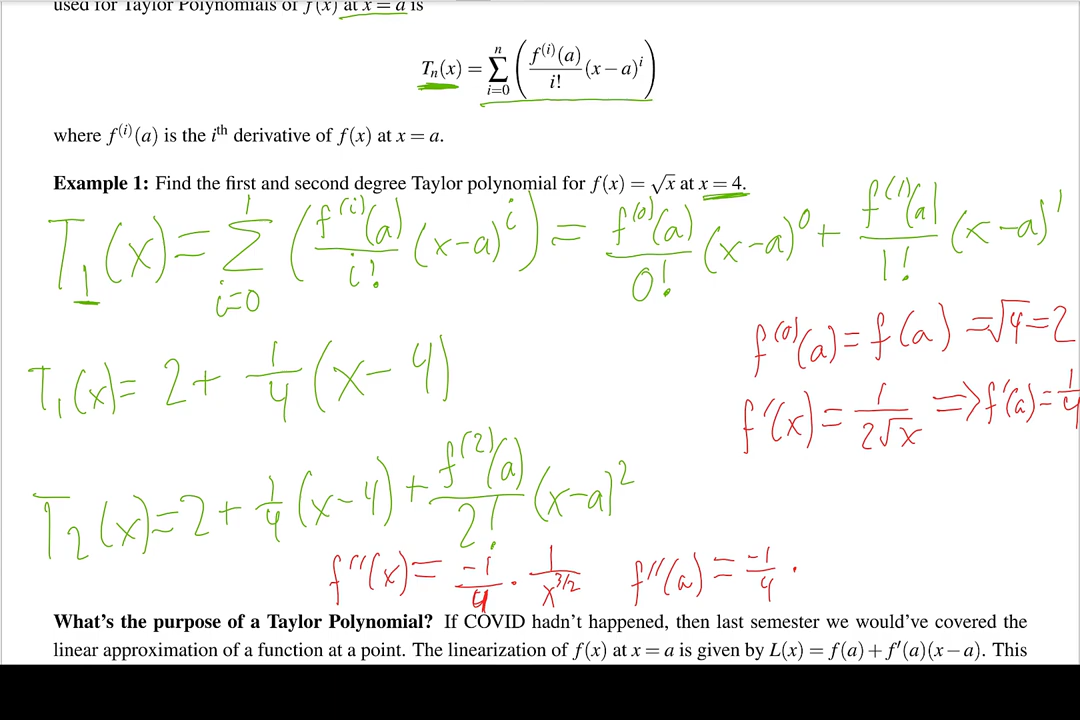 used for Taylor Polynomials of f(x) at x = a is
Tₙ(x) = ∑ⁿᵢ₌₀ (f⁽ⁱ⁾(a)/i! (x − a)ⁱ)
where f⁽ⁱ⁾(a) is the iᵗʰ derivative of f(x) at x = a.
Example 1: Find the first and second degree Taylor polynomial for f(x) = √x at x = 4.
T₁(x) = ∑¹ᵢ₌₀ (f⁽ⁱ⁾(a)/i! (x−a)ⁱ) = f⁽⁰⁾(a)/0! (x−a)⁰ + f⁽¹⁾(a)/1! (x−a)¹
f⁽⁰⁾(a) = f(a) = √4 = 2
T₁(x) = 2 + 1/4 (x − 4)
f'(x) = 1/(2√x) ⟹ f'(a) = 1/4
T₂(x) = 2 + 1/4 (x−4) + f⁽²⁾(a)/2! (x−a)²
f''(x) = −1/4 · 1/x^(3/2) f''(a) = −1/4 ·
What's the purpose of a Taylor Polynomial? If COVID hadn't happened, then last semester we would've covered the
linear approximation of a function at a point. The linearization of f(x) at x = a is given by L(x) = f(a) + f'(a)(x − a). This